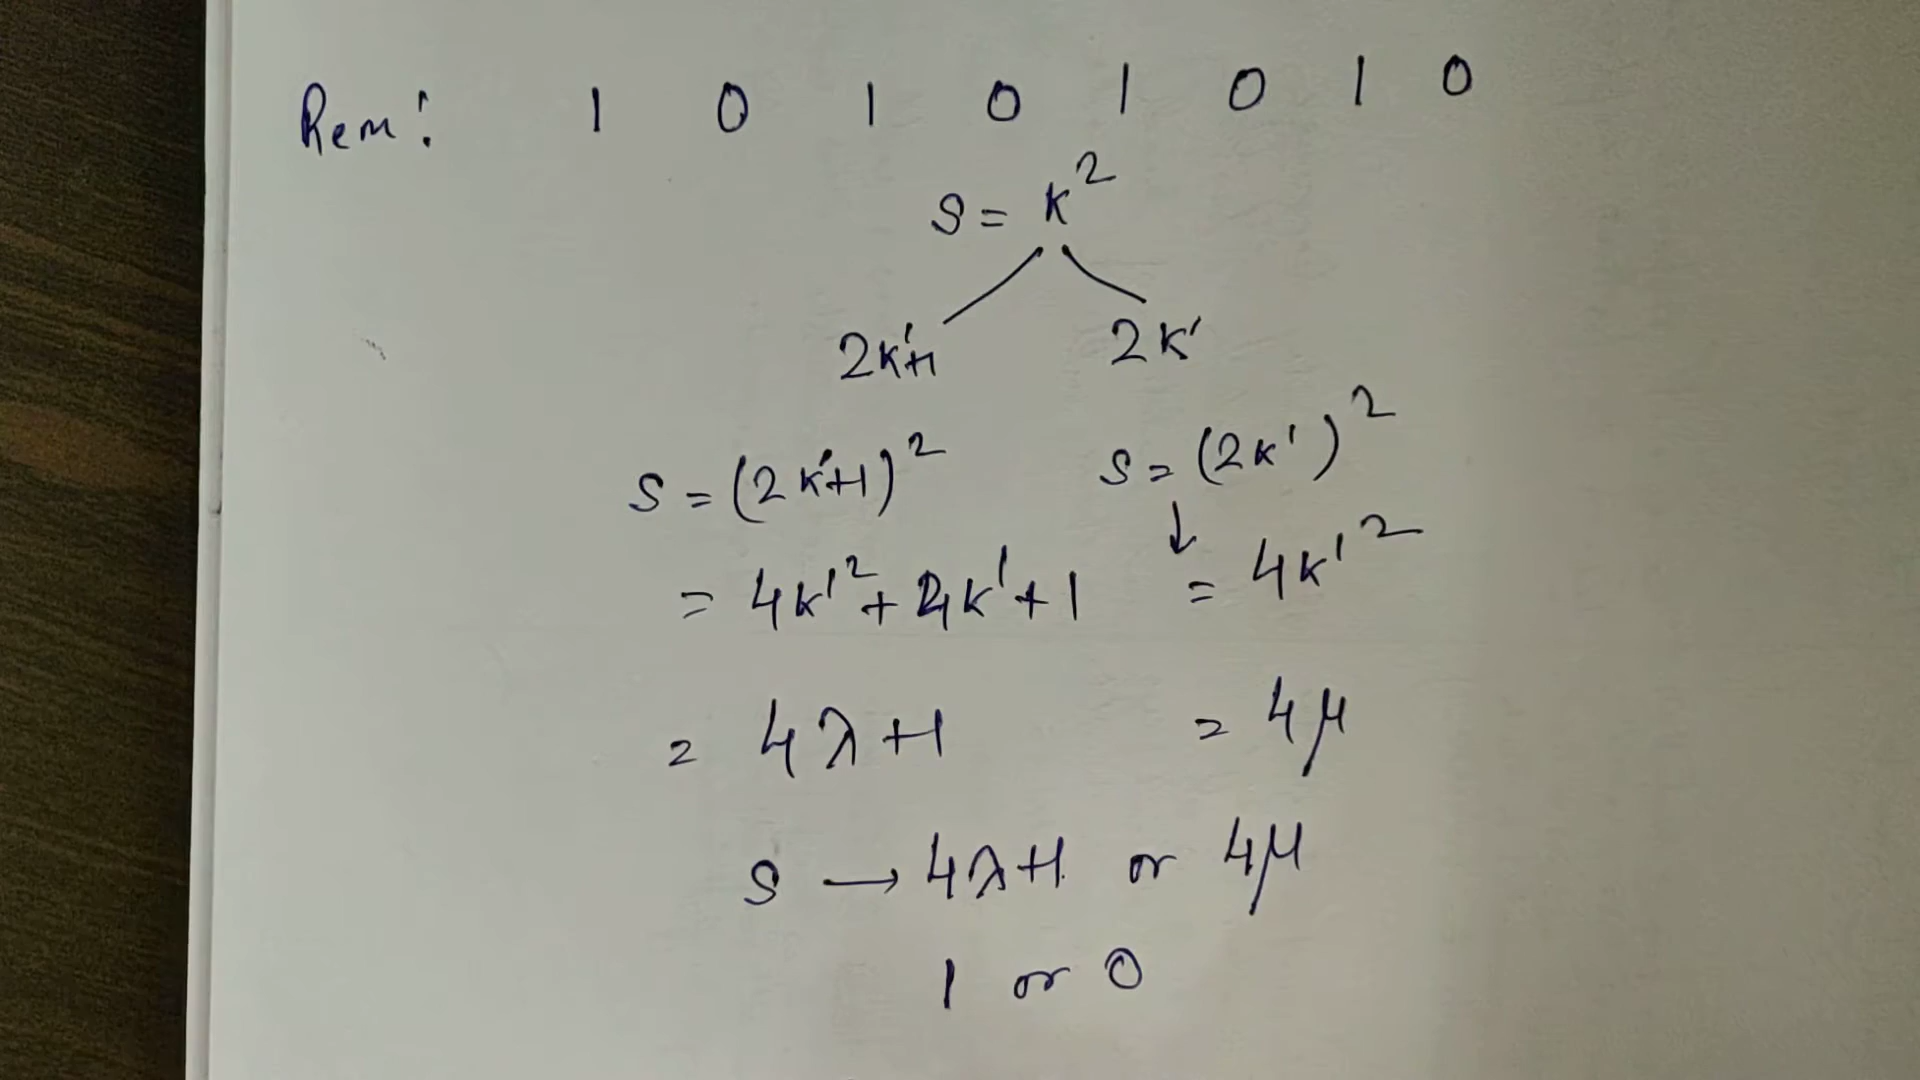 Rem: 1 0 1 0 1 0 1 0
S = k²
2k'+1 2k'
S = (2k'+1)² S = (2k')²
= 4k'² + 4k' + 1 ↓ = 4k'²
= 4λ+1 = 4μ
S → 4λ+1 or 4μ
1 or 0